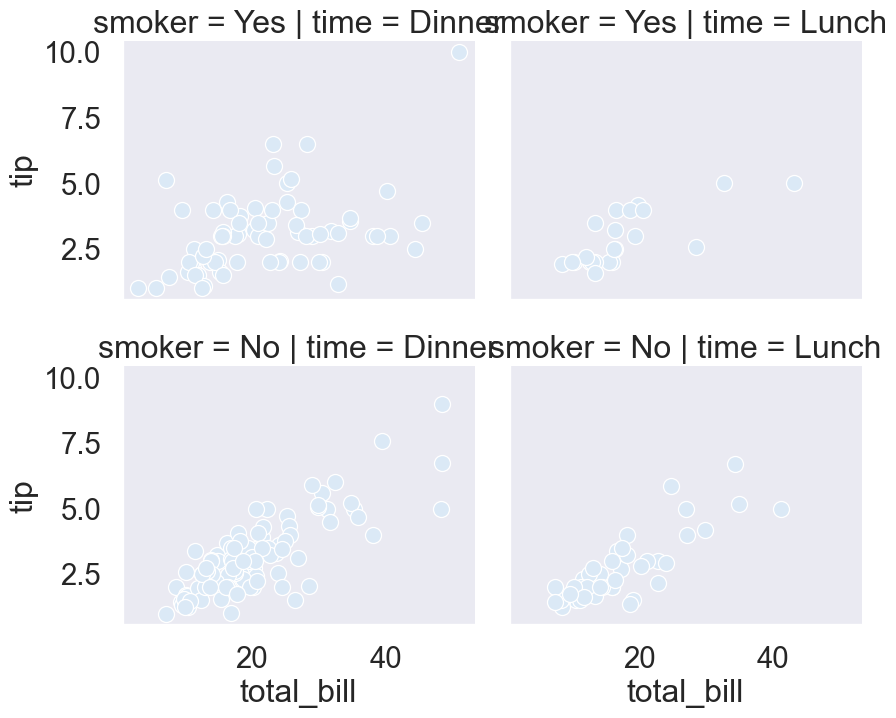 smoker = Yes | time = Dinner
smoker = Yes | time = Lunch
10.0
7.5
5.0
2.5
tip
smoker = No | time = Dinner
smoker = No | time = Lunch
10.0
7.5
5.0
2.5
tip
20
40
20
40
total_bill
total_bill